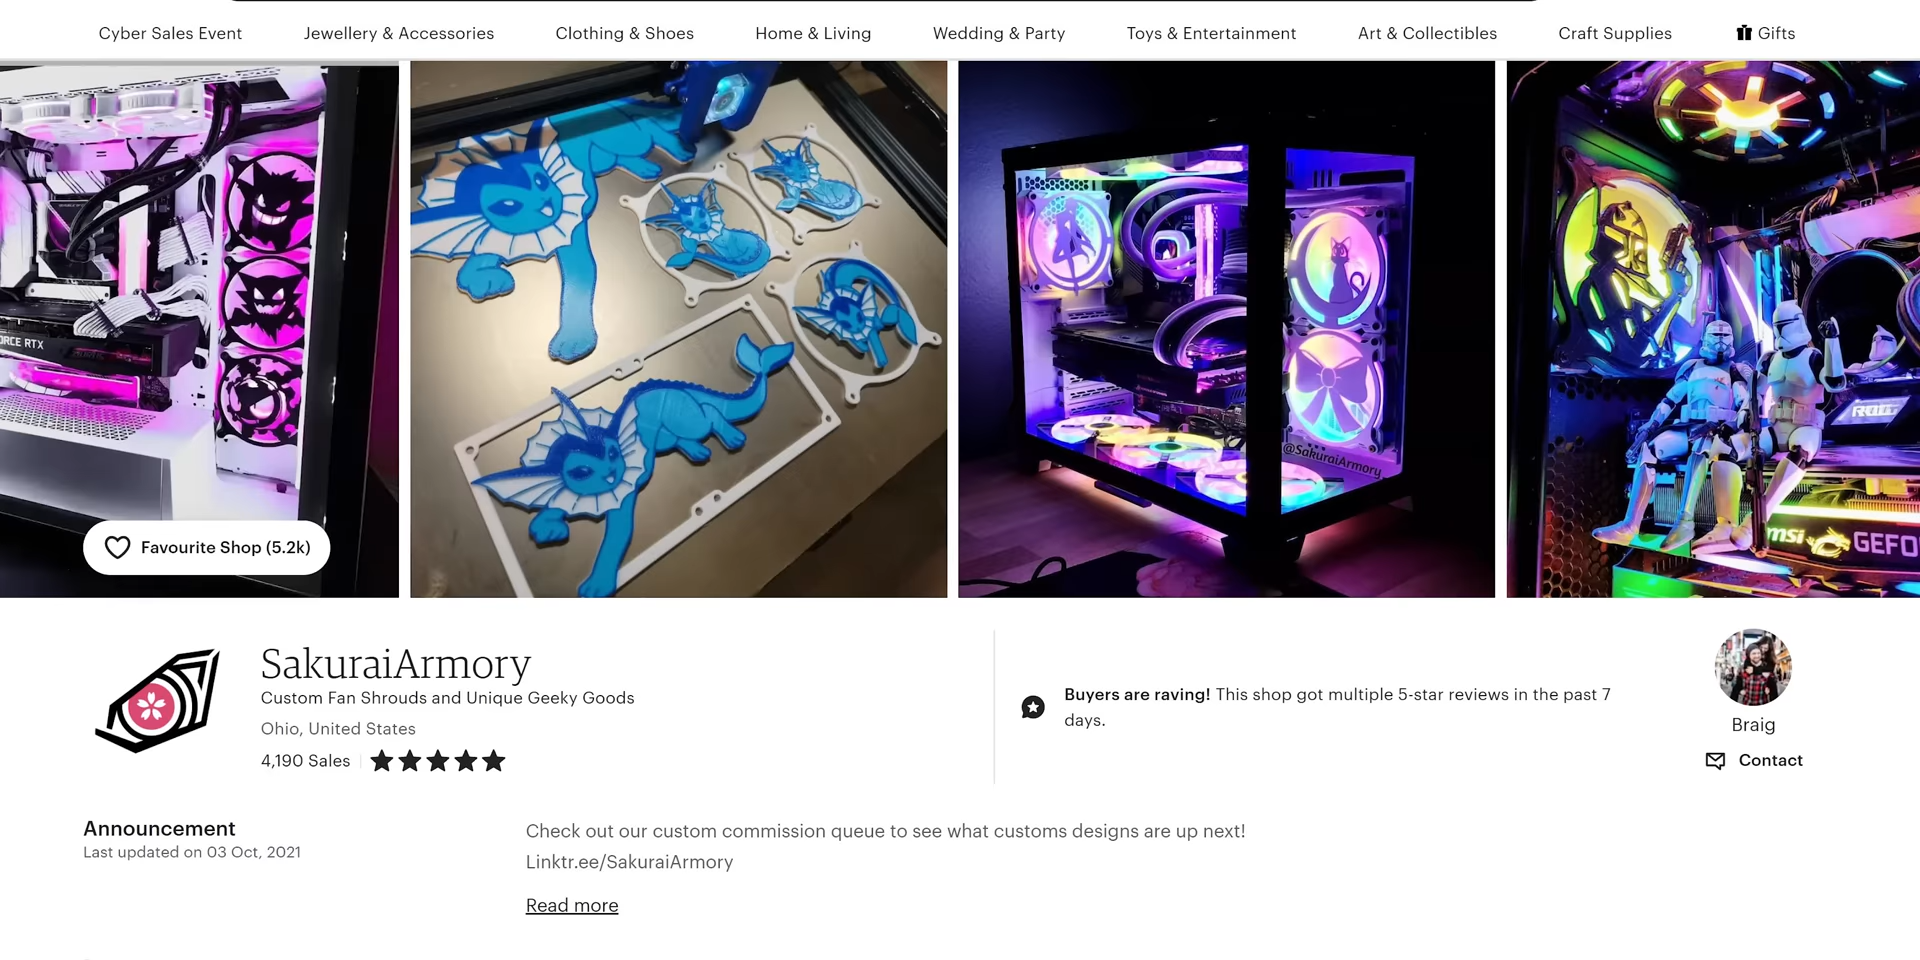 Cyber Sales Event
Jewellery & Accessories
Clothing & Shoes
Home & Living
Wedding & Party
Toys & Entertainment
Art & Collectibles
Craft Supplies
Gifts
ORCE RTX
@SakuraiArmory
ROG
msi
GEFO
Favourite Shop (5.2k)
SakuraiArmory
Custom Fan Shrouds and Unique Geeky Goods
Ohio, United States
4,190 Sales
Buyers are raving! This shop got multiple 5-star reviews in the past 7
days.
Braig
Contact
Announcement
Last updated on 03 Oct, 2021
Check out our custom commission queue to see what customs designs are up next!
Linktr.ee/SakuraiArmory
Read more